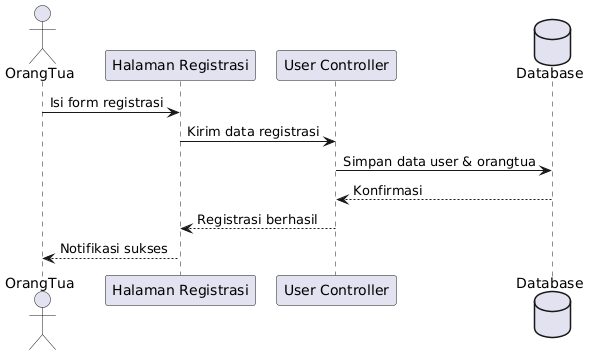 OrangTua
Halaman Registrasi
User Controller
Database
Isi form registrasi
Kirim data registrasi
Simpan data user & orangtua
Konfirmasi
Registrasi berhasil
Notifikasi sukses
OrangTua
Halaman Registrasi
User Controller
Database